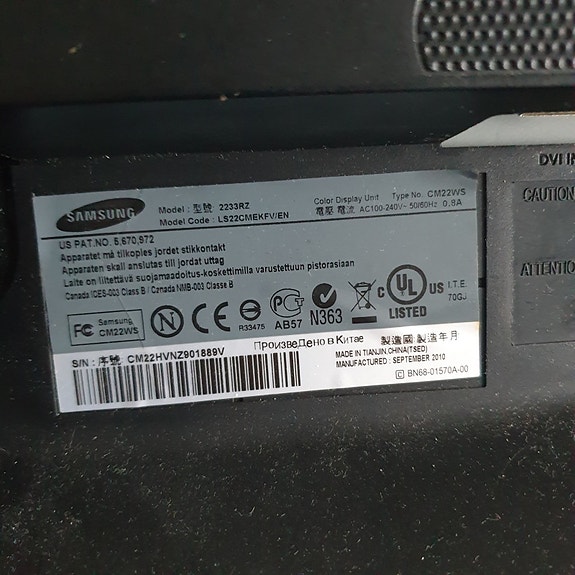 DVI IN
CAUTION
ATTENTIO
SAMSUNG
Model : 型號 2233RZ
Model Code : LS22CMEKFV/EN
Color Display Unit Type No. CM22WS
電壓 電流 AC100-240V~ 50/60Hz 0.8A
US PAT.NO. 5,670,972
Apparatet må tilkoples jordet stikkontakt
Apparaten skall anslutas till jordat uttag
Laite on liitettävä suojamaadoitus-koskettimilla varustettuun pistorasiaan
Canada ICES-003 Class B / Canada NMB-003 Classe B
FC Samsung
CM22WS
N
CE
R33475
PCT
AB57
N363
C UL US
LISTED
I.T.E.
70GJ
S/N : 序號 CM22HVNZ901889V
ПроизвеДено в Китае
製造國 製造年月
MADE IN TIANJIN,CHINA(TSED)
MANUFACTURED : SEPTEMBER 2010
C BN68-01570A-00